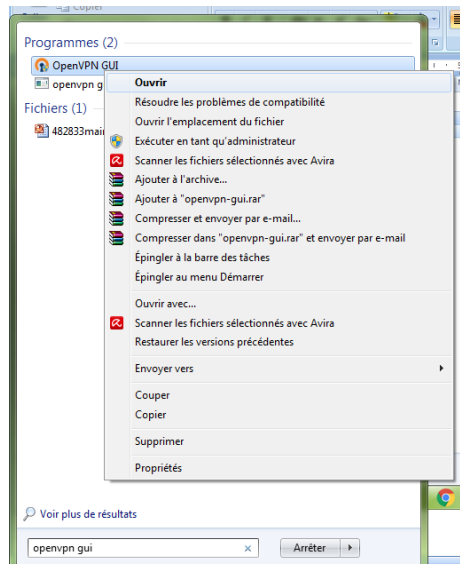 Copier
Programmes (2)
OpenVPN GUI
openvpn g
Fichiers (1)
482833mai
Ouvrir
Résoudre les problèmes de compatibilité
Ouvrir l'emplacement du fichier
Exécuter en tant qu'administrateur
Scanner les fichiers sélectionnés avec Avira
Ajouter à l'archive...
Ajouter à "openvpn-gui.rar"
Compresser et envoyer par e-mail...
Compresser dans "openvpn-gui.rar" et envoyer par e-mail
Épingler à la barre des tâches
Épingler au menu Démarrer
Ouvrir avec...
Scanner les fichiers sélectionnés avec Avira
Restaurer les versions précédentes
Envoyer vers
Couper
Copier
Supprimer
Propriétés
Voir plus de résultats
openvpn gui
Arrêter